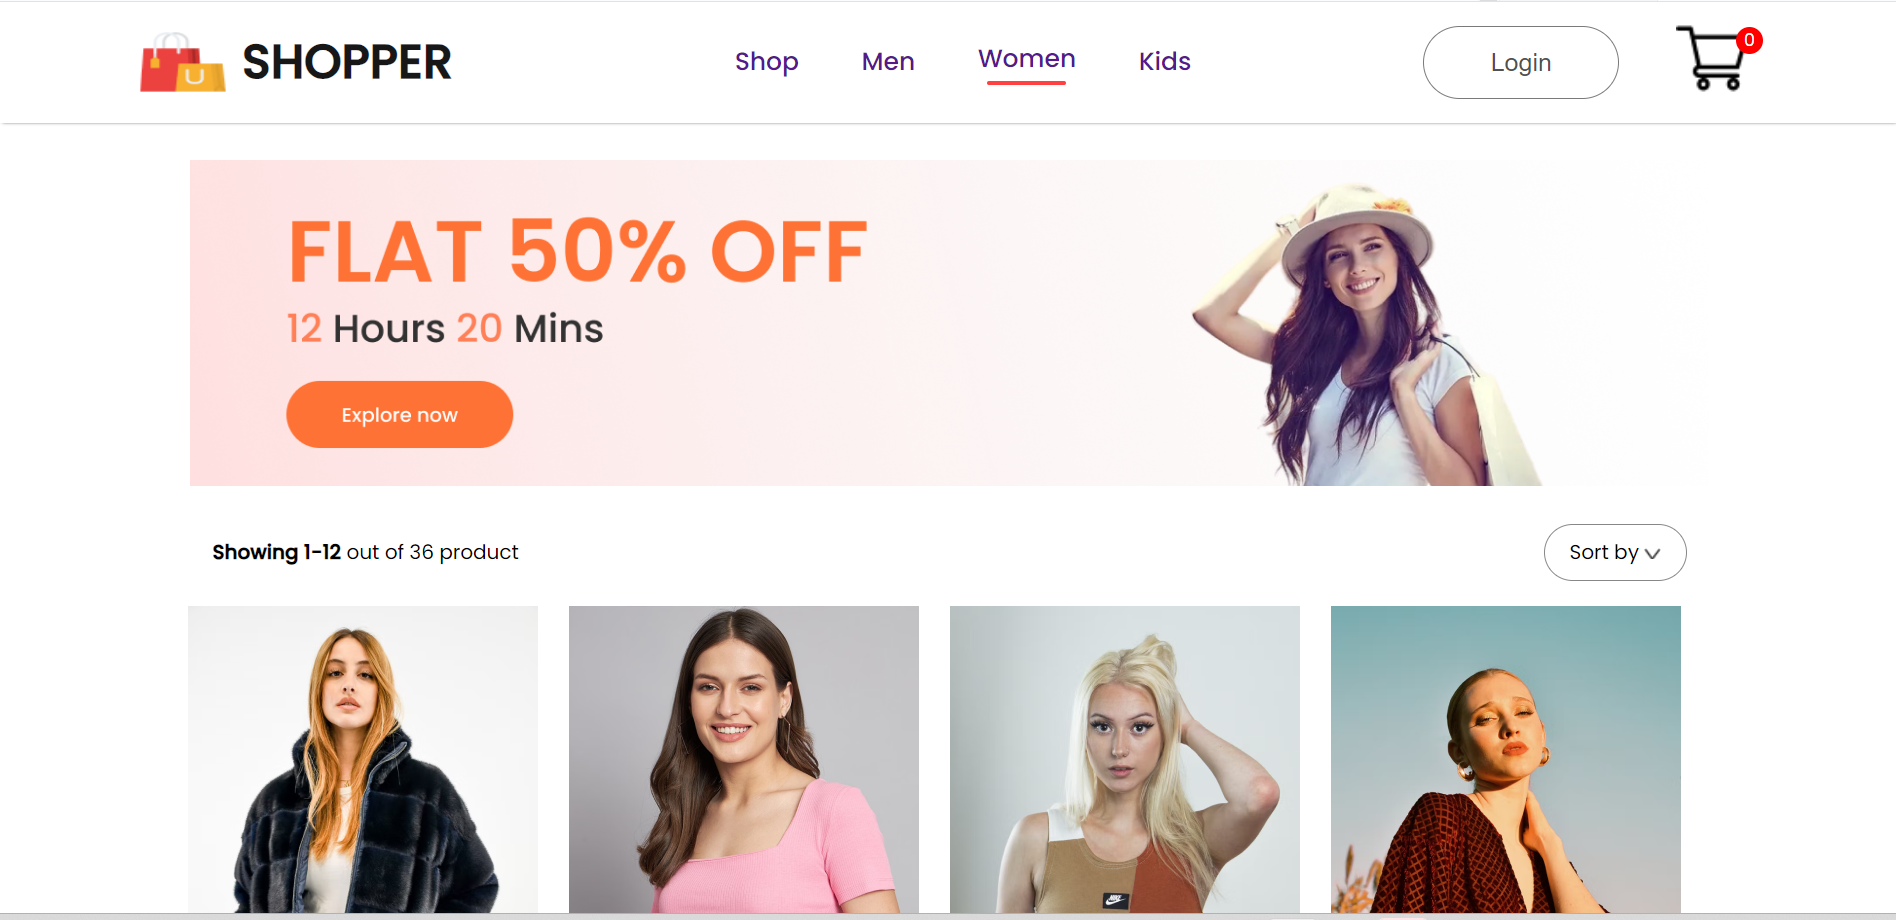 SHOPPER
Shop
Men
Women
Kids
Login
0
FLAT 50% OFF
12 Hours 20 Mins
Explore now
Showing 1-12 out of 36 product
Sort by
NIKE